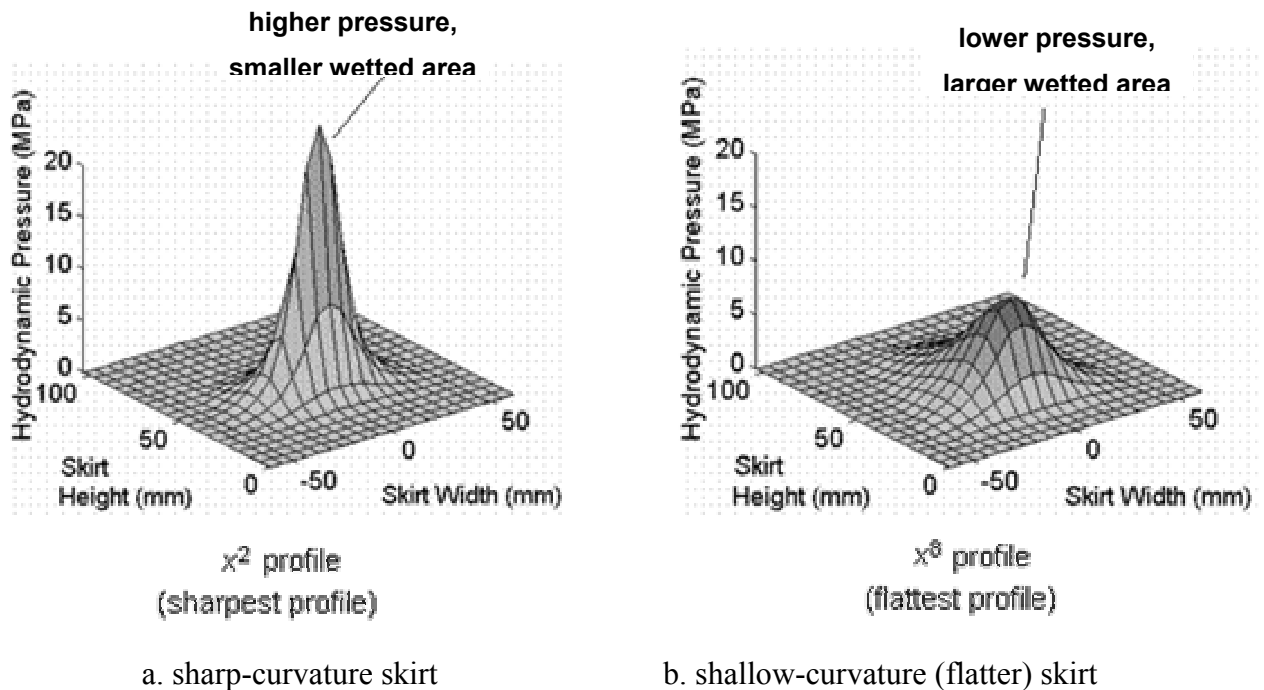 higher pressure,
smaller wetted area
Hydrodynamic Pressure (MPa)
20
15
10
5
0
100
50
0
Skirt
Height (mm)
-50
0
50
Skirt Width (mm)
x² profile
(sharpest profile)
a. sharp-curvature skirt
lower pressure,
larger wetted area
Hydrodynamic Pressure (MPa)
20
15
10
5
0
100
50
0
Skirt
Height (mm)
-50
0
50
Skirt Width (mm)
x⁸ profile
(flattest profile)
b. shallow-curvature (flatter) skirt